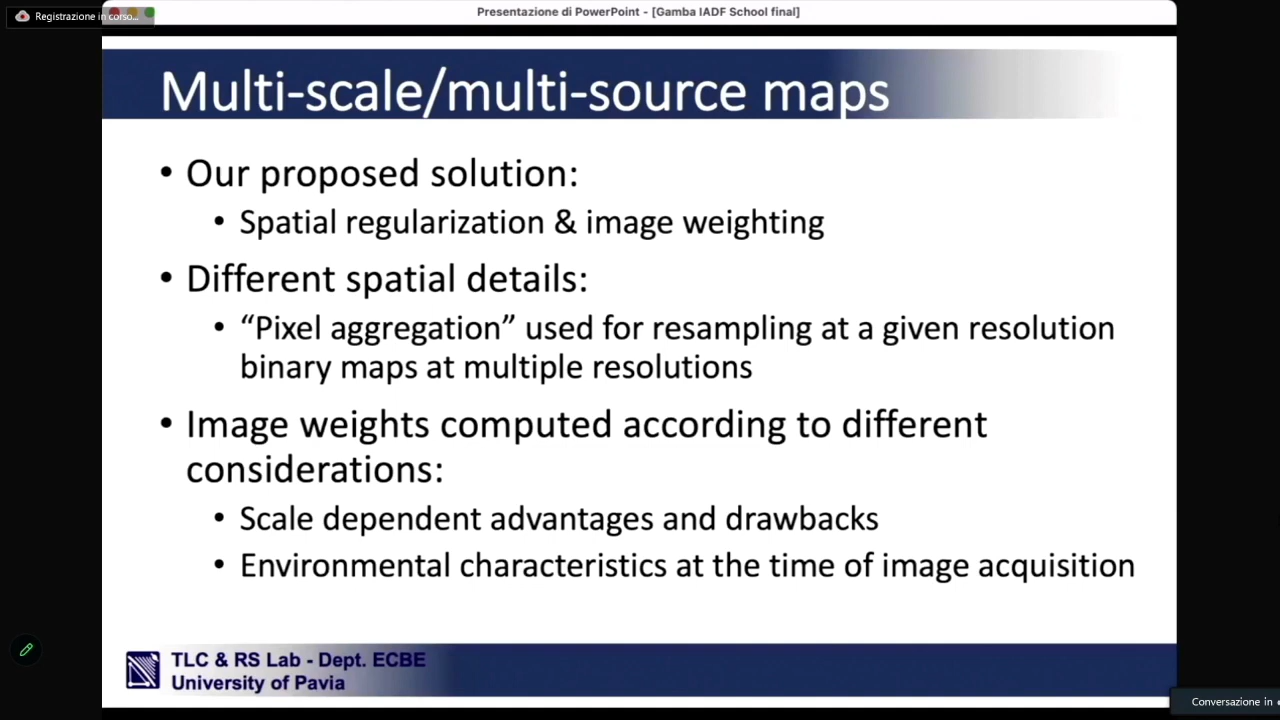 Registrazione in corso...
Presentazione di PowerPoint - [Gamba IADF School final]
Multi-scale/multi-source maps
• Our proposed solution:
• Spatial regularization & image weighting
• Different spatial details:
• “Pixel aggregation” used for resampling at a given resolution
binary maps at multiple resolutions
• Image weights computed according to different
considerations:
• Scale dependent advantages and drawbacks
• Environmental characteristics at the time of image acquisition
TLC & RS Lab - Dept. ECBE
University of Pavia
Conversazione in